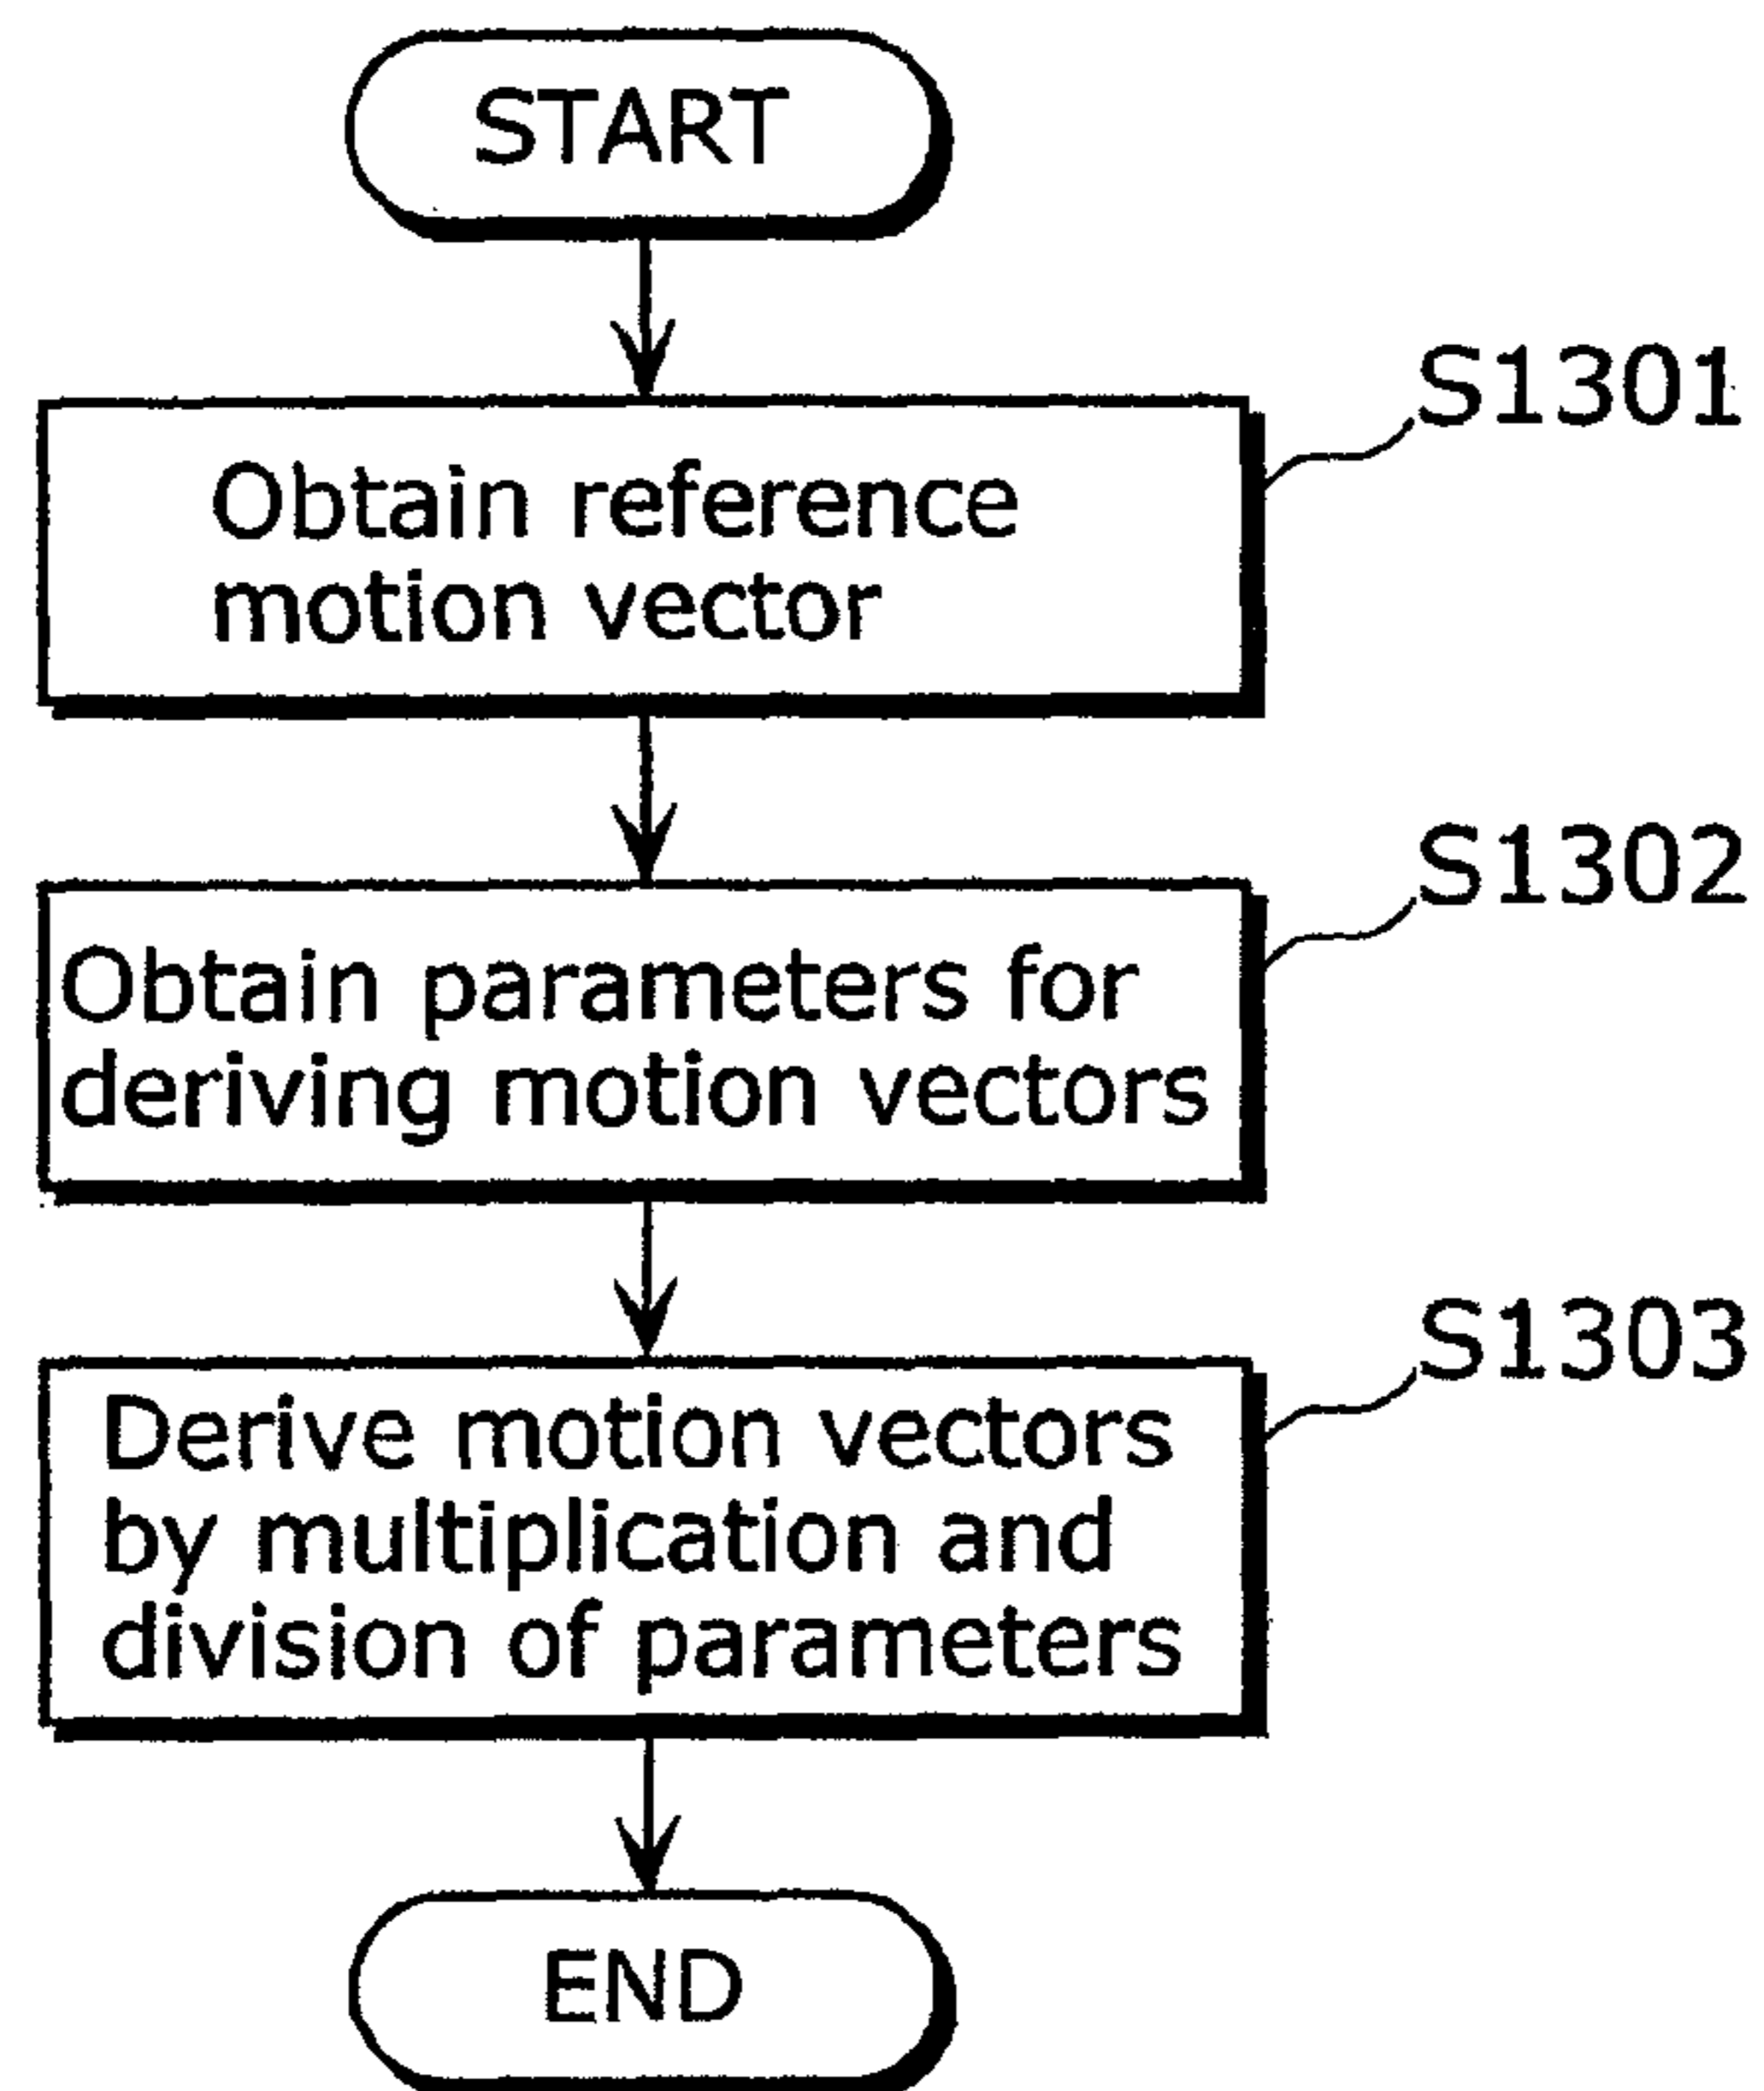 START
S1301
Obtain reference
motion vector
S1302
Obtain parameters for
deriving motion vectors
S1303
Derive motion vectors
by multiplication and
division of parameters
END